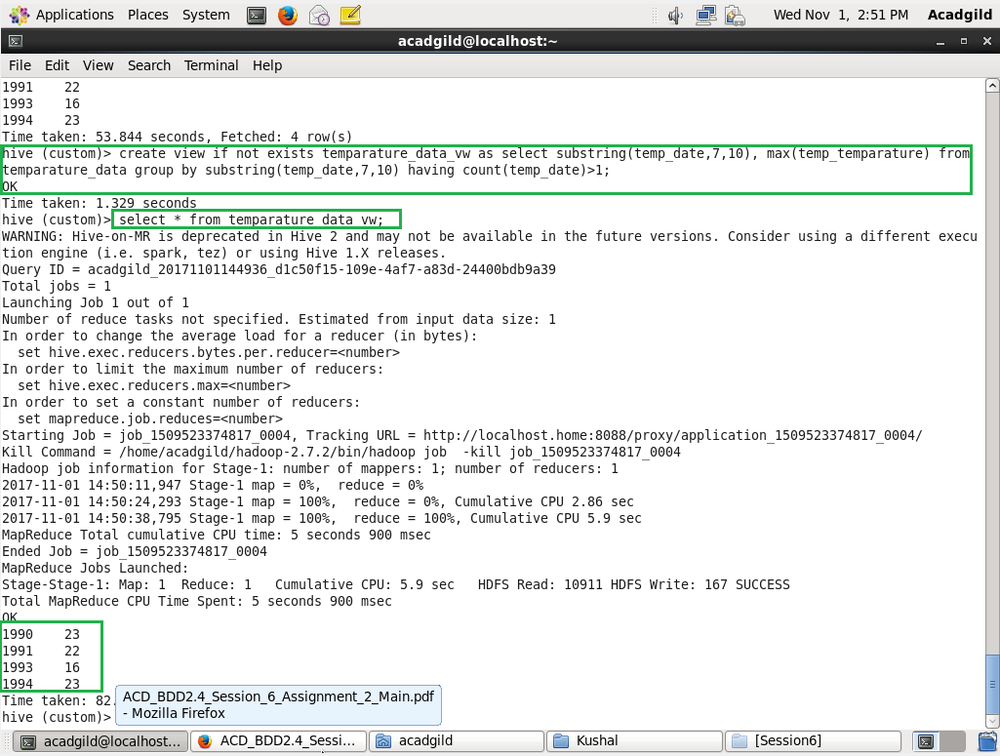 Applications Places System Wed Nov 1, 2:51 PM Acadgild
acadgild@localhost:~
File Edit View Search Terminal Help
1991 22
1993 16
1994 23
Time taken: 53.844 seconds, Fetched: 4 row(s)
hive (custom)> create view if not exists temparature_data_vw as select substring(temp_date,7,10), max(temp_temparature) from
temparature_data group by substring(temp_date,7,10) having count(temp_date)>1;
OK
Time taken: 1.329 seconds
hive (custom)> select * from temparature_data_vw;
WARNING: Hive-on-MR is deprecated in Hive 2 and may not be available in the future versions. Consider using a different execu
tion engine (i.e. spark, tez) or using Hive 1.X releases.
Query ID = acadgild_20171101144936_d1c50f15-109e-4af7-a83d-24400bdb9a39
Total jobs = 1
Launching Job 1 out of 1
Number of reduce tasks not specified. Estimated from input data size: 1
In order to change the average load for a reducer (in bytes):
  set hive.exec.reducers.bytes.per.reducer=<number>
In order to limit the maximum number of reducers:
  set hive.exec.reducers.max=<number>
In order to set a constant number of reducers:
  set mapreduce.job.reduces=<number>
Starting Job = job_1509523374817_0004, Tracking URL = http://localhost.home:8088/proxy/application_1509523374817_0004/
Kill Command = /home/acadgild/hadoop-2.7.2/bin/hadoop job  -kill job_1509523374817_0004
Hadoop job information for Stage-1: number of mappers: 1; number of reducers: 1
2017-11-01 14:50:11,947 Stage-1 map = 0%,  reduce = 0%
2017-11-01 14:50:24,293 Stage-1 map = 100%,  reduce = 0%, Cumulative CPU 2.86 sec
2017-11-01 14:50:38,795 Stage-1 map = 100%,  reduce = 100%, Cumulative CPU 5.9 sec
MapReduce Total cumulative CPU time: 5 seconds 900 msec
Ended Job = job_1509523374817_0004
MapReduce Jobs Launched:
Stage-Stage-1: Map: 1  Reduce: 1   Cumulative CPU: 5.9 sec   HDFS Read: 10911 HDFS Write: 167 SUCCESS
Total MapReduce CPU Time Spent: 5 seconds 900 msec
OK
1990 23
1991 22
1993 16
1994 23
Time taken: 82.
hive (custom)>
ACD_BDD2.4_Session_6_Assignment_2_Main.pdf
- Mozilla Firefox
acadgild@localhost:... ACD_BDD2.4_Sessi... acadgild Kushal [Session6]